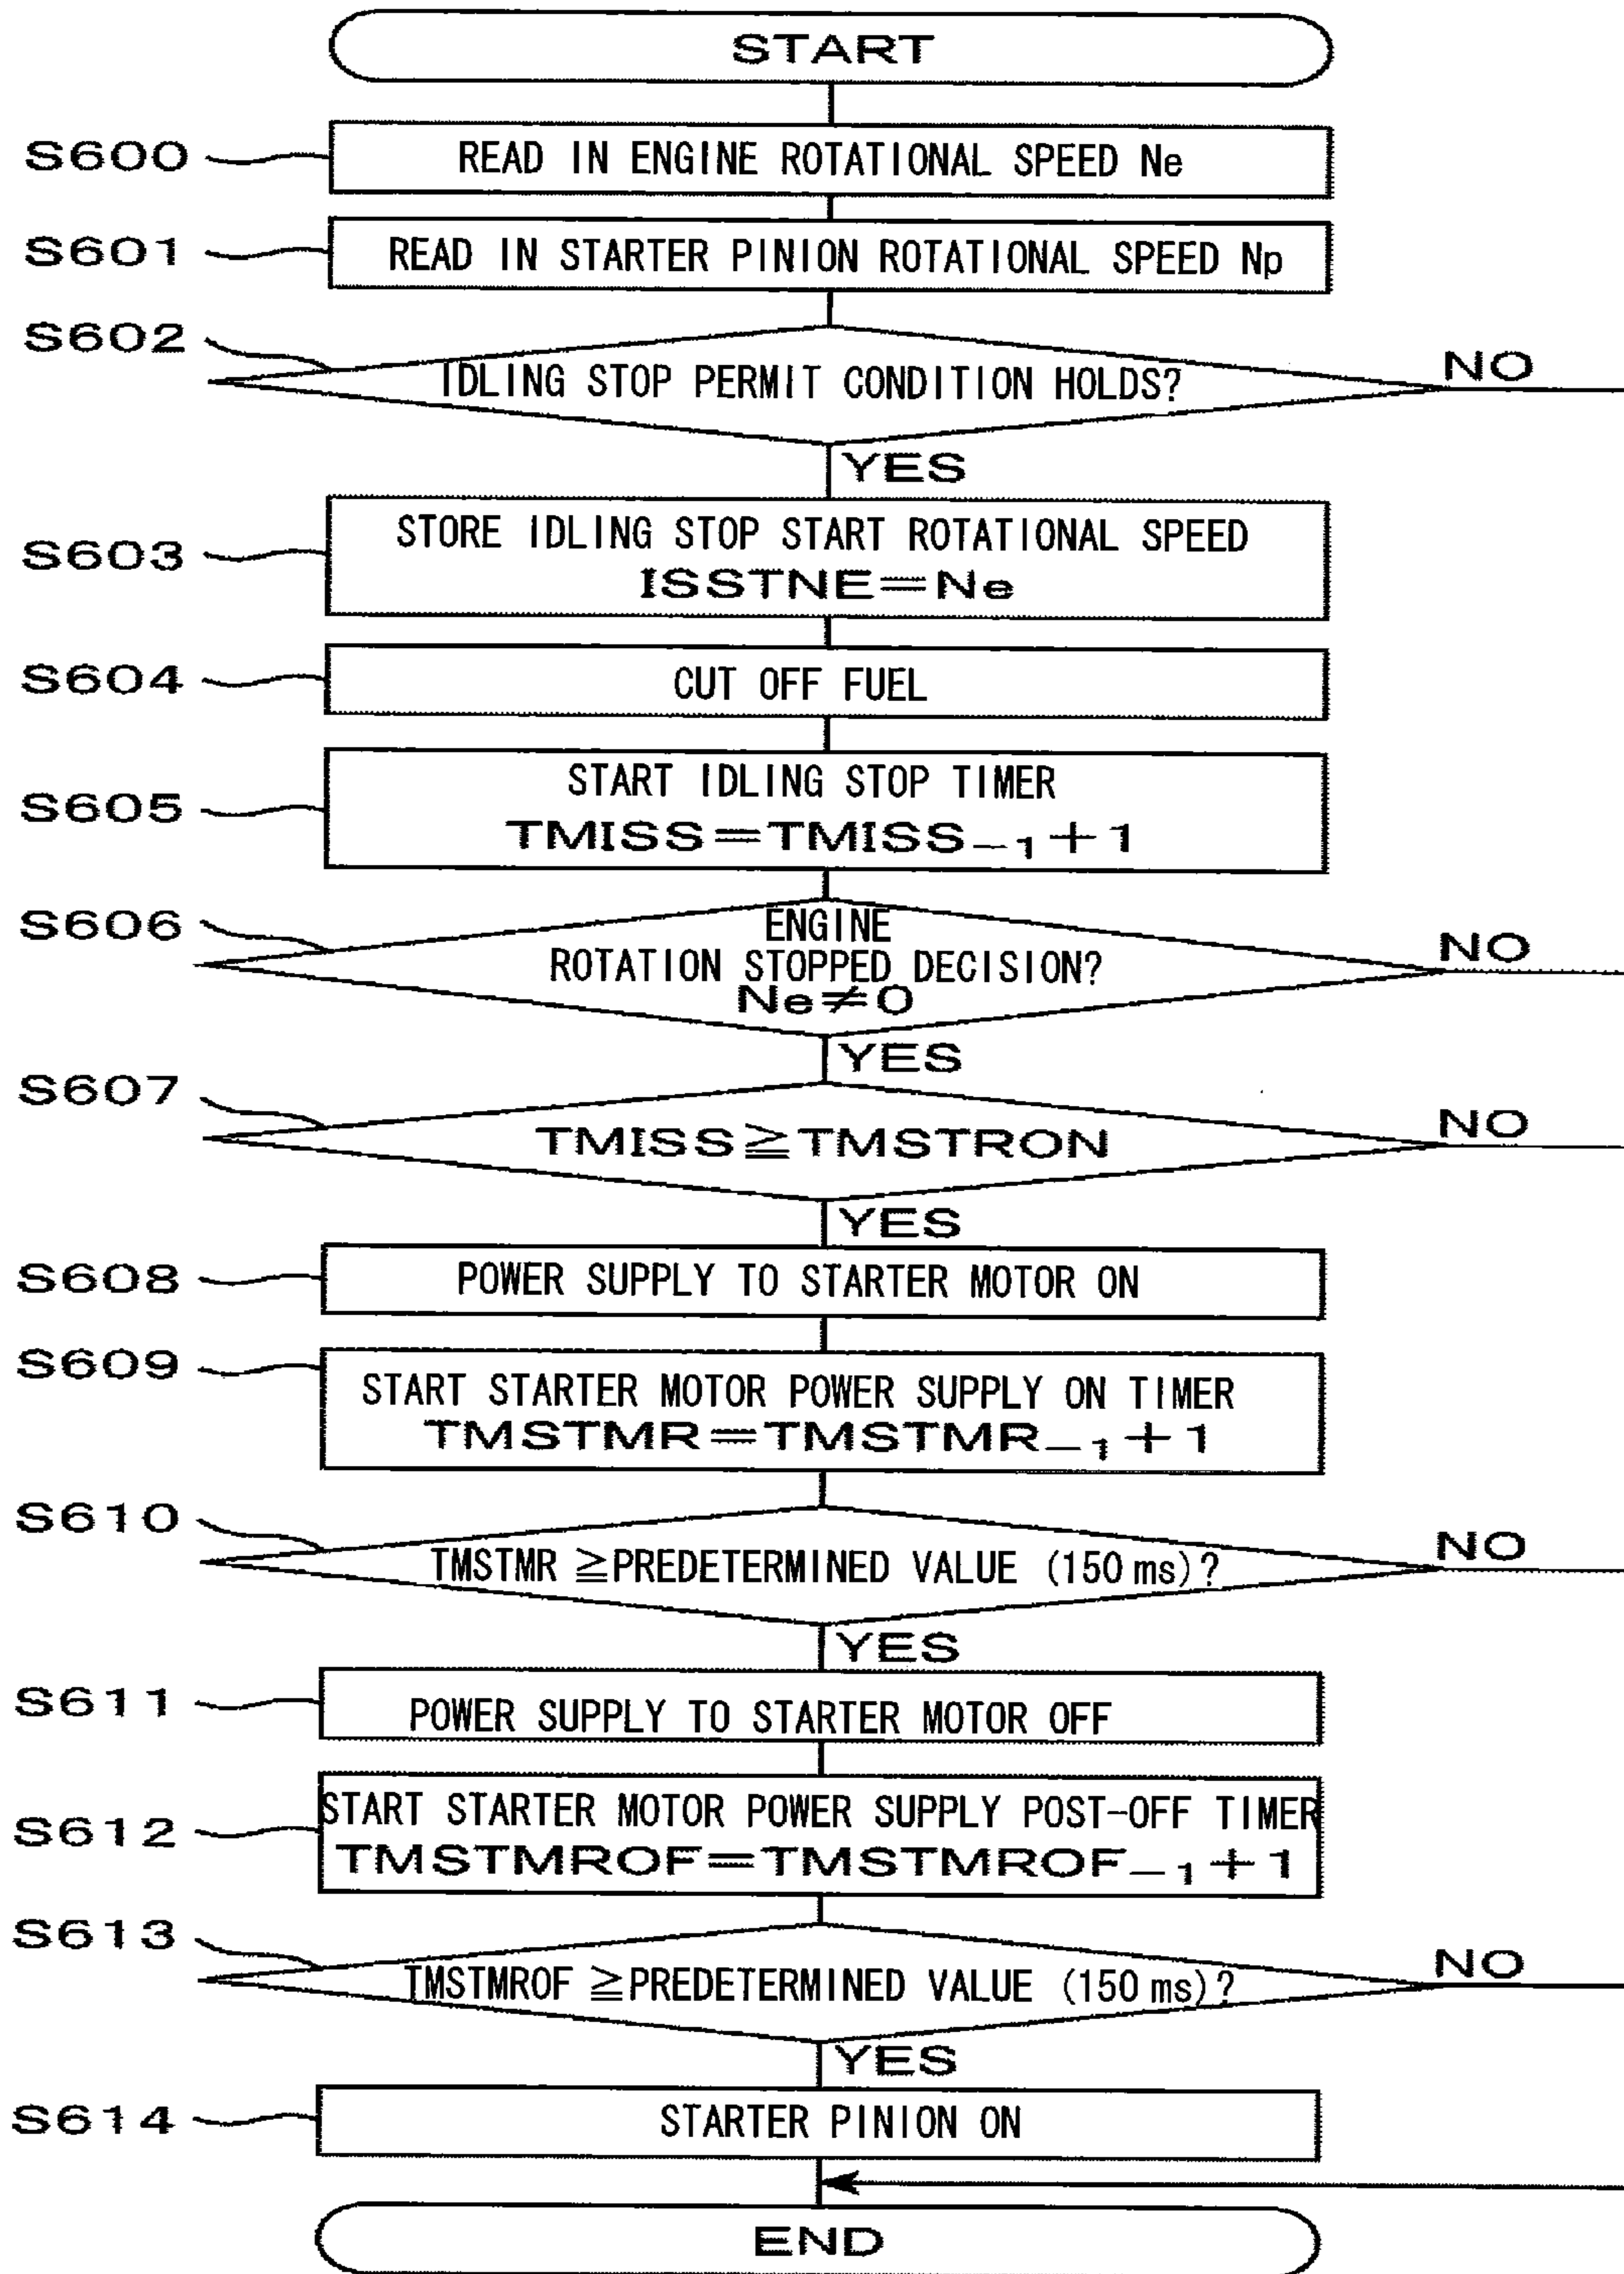 START
S600
READ IN ENGINE ROTATIONAL SPEED Ne
S601
READ IN STARTER PINION ROTATIONAL SPEED Np
S602
IDLING STOP PERMIT CONDITION HOLDS?
NO
YES
S603
STORE IDLING STOP START ROTATIONAL SPEED
ISSTNE=Ne
S604
CUT OFF FUEL
S605
START IDLING STOP TIMER
TMISS=TMISS₋₁+1
S606
ENGINE
ROTATION STOPPED DECISION?
Ne≠0
NO
YES
S607
TMISS≧TMSTRON
NO
YES
S608
POWER SUPPLY TO STARTER MOTOR ON
S609
START STARTER MOTOR POWER SUPPLY ON TIMER
TMSTMR=TMSTMR₋₁+1
S610
TMSTMR ≧PREDETERMINED VALUE (150 ms)?
NO
YES
S611
POWER SUPPLY TO STARTER MOTOR OFF
S612
START STARTER MOTOR POWER SUPPLY POST-OFF TIMER
TMSTMROF=TMSTMROF₋₁+1
S613
TMSTMROF ≧PREDETERMINED VALUE (150 ms)?
NO
YES
S614
STARTER PINION ON
END